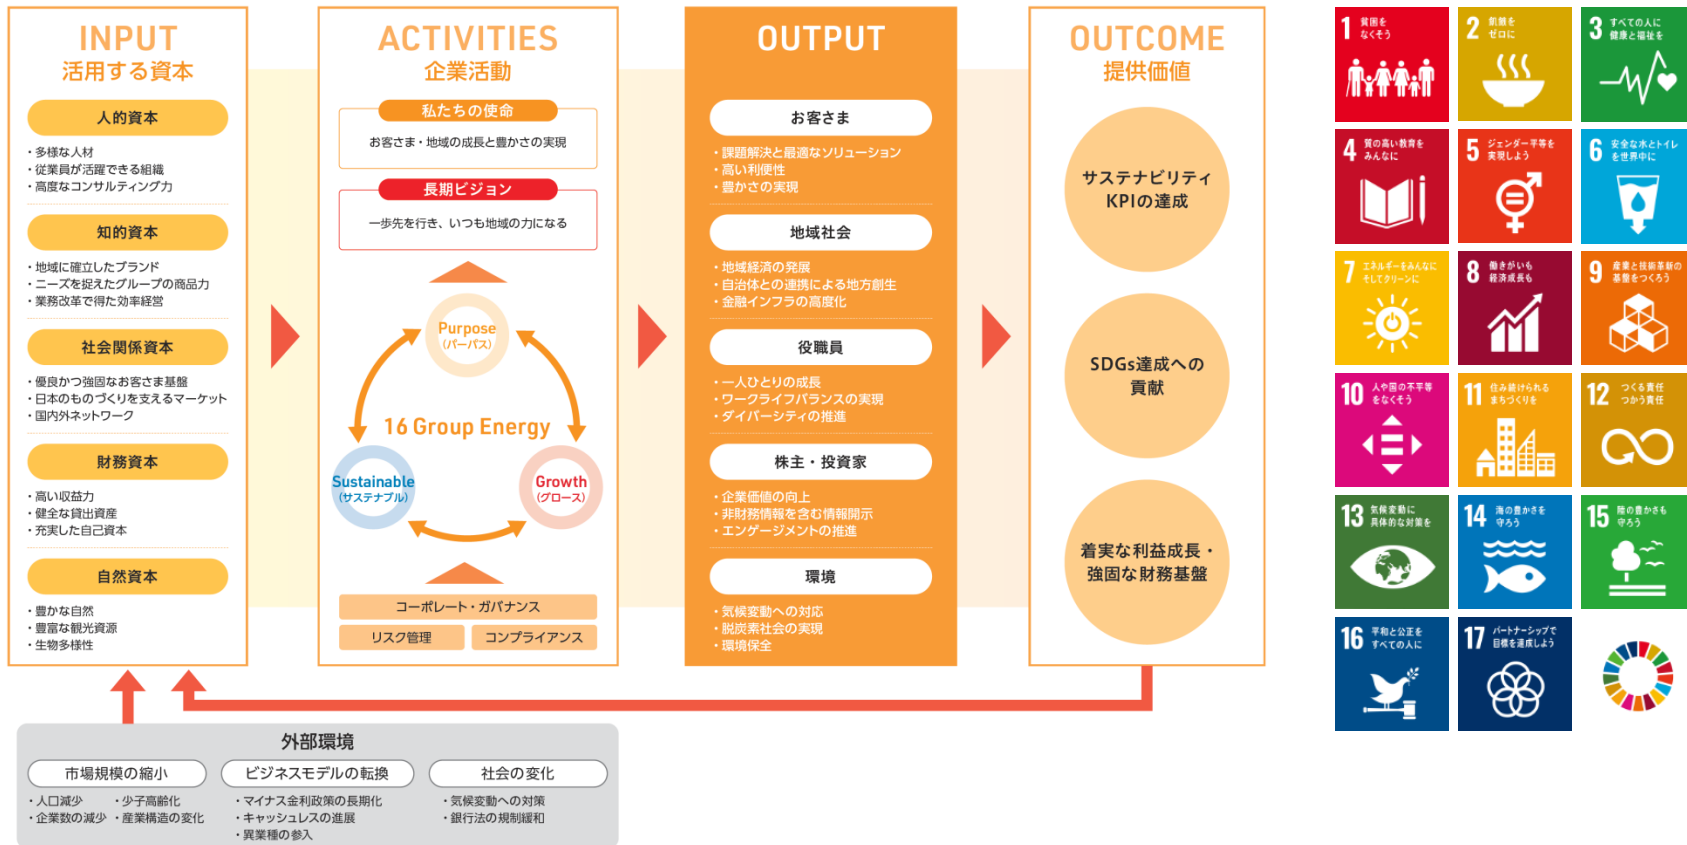 INPUT
活用する資本
人的資本
・多様な人材
・従業員が活躍できる組織
・高度なコンサルティング力
知的資本
・地域に確立したブランド
・ニーズを捉えたグループの商品力
・業務改革で得た効率経営
社会関係資本
・優良かつ強固なお客さま基盤
・日本のものづくりを支えるマーケット
・国内外ネットワーク
財務資本
・高い収益力
・健全な貸出資産
・充実した自己資本
自然資本
・豊かな自然
・豊富な観光資源
・生物多様性
ACTIVITIES
企業活動
私たちの使命
お客さま・地域の成長と豊かさの実現
長期ビジョン
一歩先を行き、いつも地域の力になる
Purpose
(パーパス)
16 Group Energy
Sustainable
(サステナブル)
Growth
(グロース)
コーポレート・ガバナンス
リスク管理
コンプライアンス
OUTPUT
お客さま
・課題解決と最適なソリューション
・高い利便性
・豊かさの実現
地域社会
・地域経済の発展
・自治体との連携による地方創生
・金融インフラの高度化
役職員
・一人ひとりの成長
・ワークライフバランスの実現
・ダイバーシティの推進
株主・投資家
・企業価値の向上
・非財務情報を含む情報開示
・エンゲージメントの推進
環境
・気候変動への対応
・脱炭素社会の実現
・環境保全
OUTCOME
提供価値
サステナビリティ
KPIの達成
SDGs達成への
貢献
着実な利益成長・
強固な財務基盤
外部環境
市場規模の縮小
・人口減少 ・少子高齢化
・企業数の減少 ・産業構造の変化
ビジネスモデルの転換
・マイナス金利政策の長期化
・キャッシュレスの進展
・異業種の参入
社会の変化
・気候変動への対策
・銀行法の規制緩和
1 貧困を
なくそう
2 飢餓を
ゼロに
3 すべての人に
健康と福祉を
4 質の高い教育を
みんなに
5 ジェンダー平等を
実現しよう
6 安全な水とトイレ
を世界中に
7 エネルギーをみんなに
そしてクリーンに
8 働きがいも
経済成長も
9 産業と技術革新の
基盤をつくろう
10 人や国の不平等
をなくそう
11 住み続けられる
まちづくりを
12 つくる責任
つかう責任
13 気候変動に
具体的な対策を
14 海の豊かさを
守ろう
15 陸の豊かさも
守ろう
16 平和と公正を
すべての人に
17 パートナーシップで
目標を達成しよう